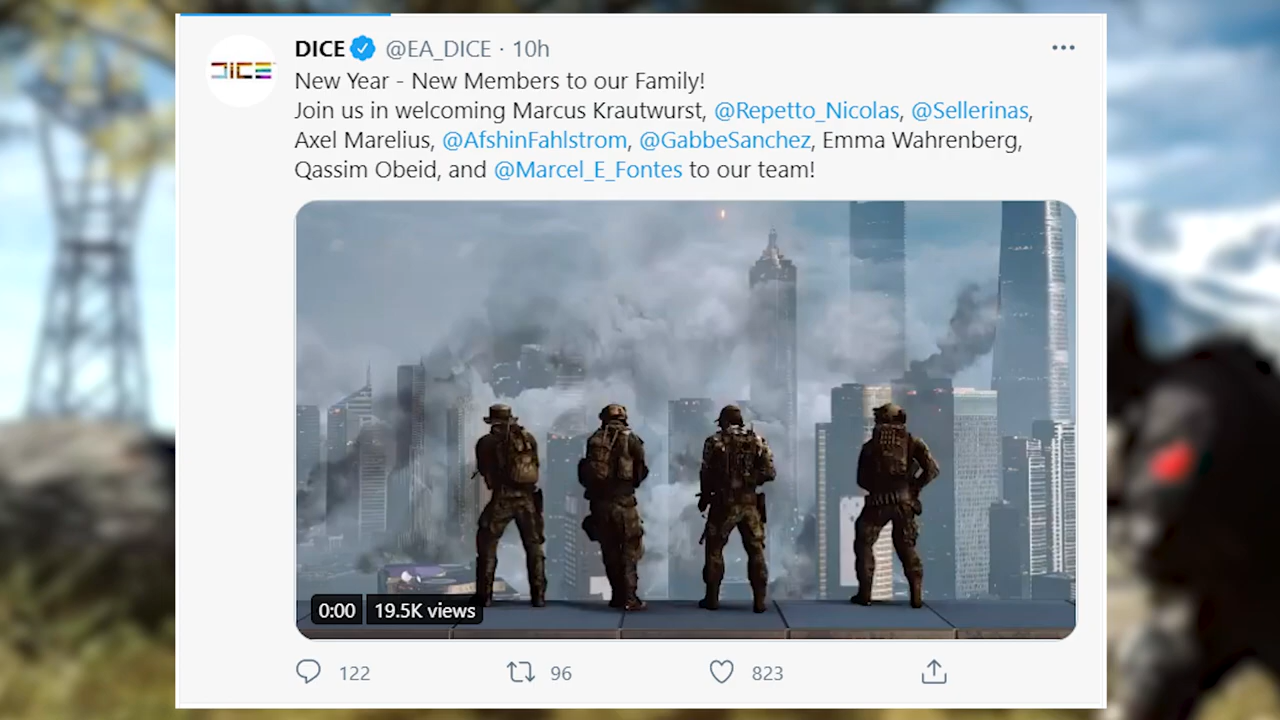 DICE @EA_DICE · 10h
DICE
New Year - New Members to our Family!
Join us in welcoming Marcus Krautwurst, @Repetto_Nicolas, @Sellerinas,
Axel Marelius, @AfshinFahlstrom, @GabbeSanchez, Emma Wahrenberg,
Qassim Obeid, and @Marcel_E_Fontes to our team!
0:00 19.5K views
122 96 823